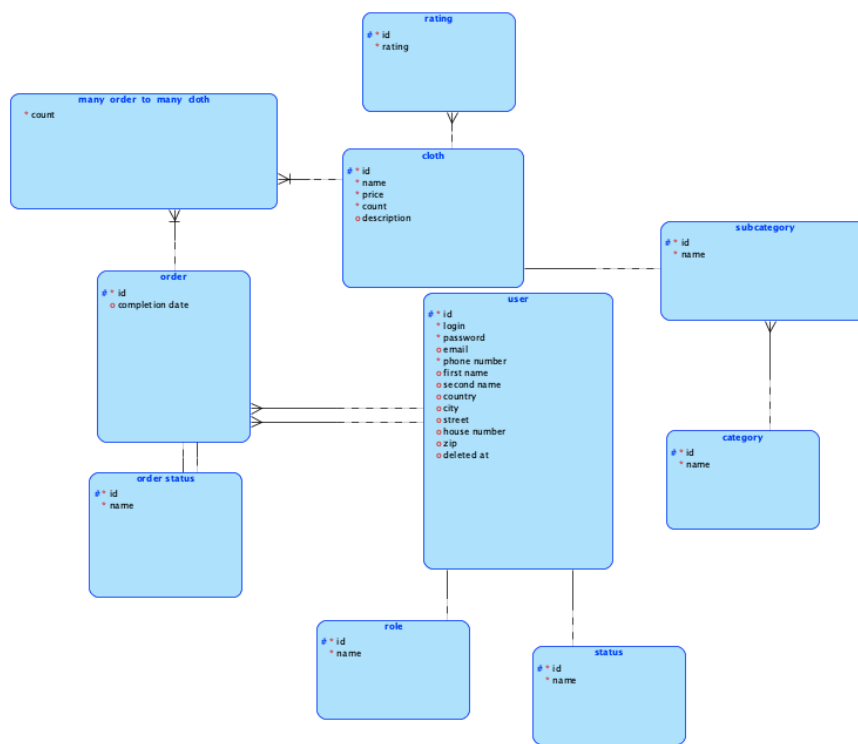 rating
# * id
* rating
many order to many cloth
* count
cloth
# * id
* name
* price
* count
o description
subcategory
# * id
* name
order
# * id
o completion date
user
# * id
* login
* password
o email
* phone number
o first name
o second name
o country
o city
o street
o house number
o zip
o deleted at
category
# * id
* name
order status
# * id
* name
role
# * id
* name
status
# * id
* name